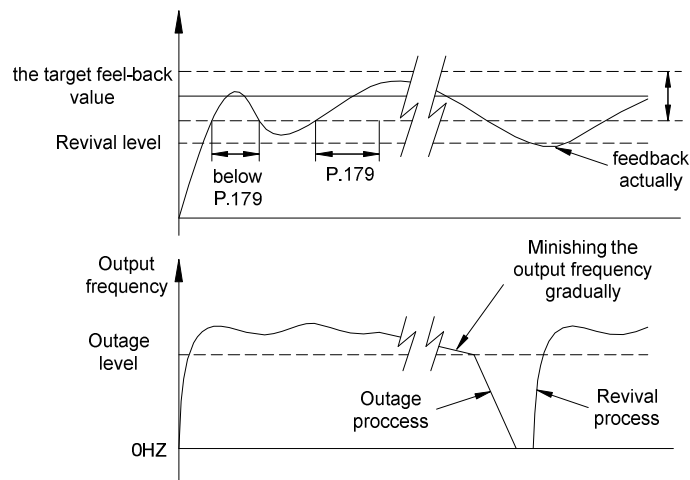 the target feel-back
value
Revival level
below
P.179
P.179
feedback
actually
Output
frequency
Minishing the
output frequency
gradually
Outage
level
Outage
proccess
Revival
process
0HZ